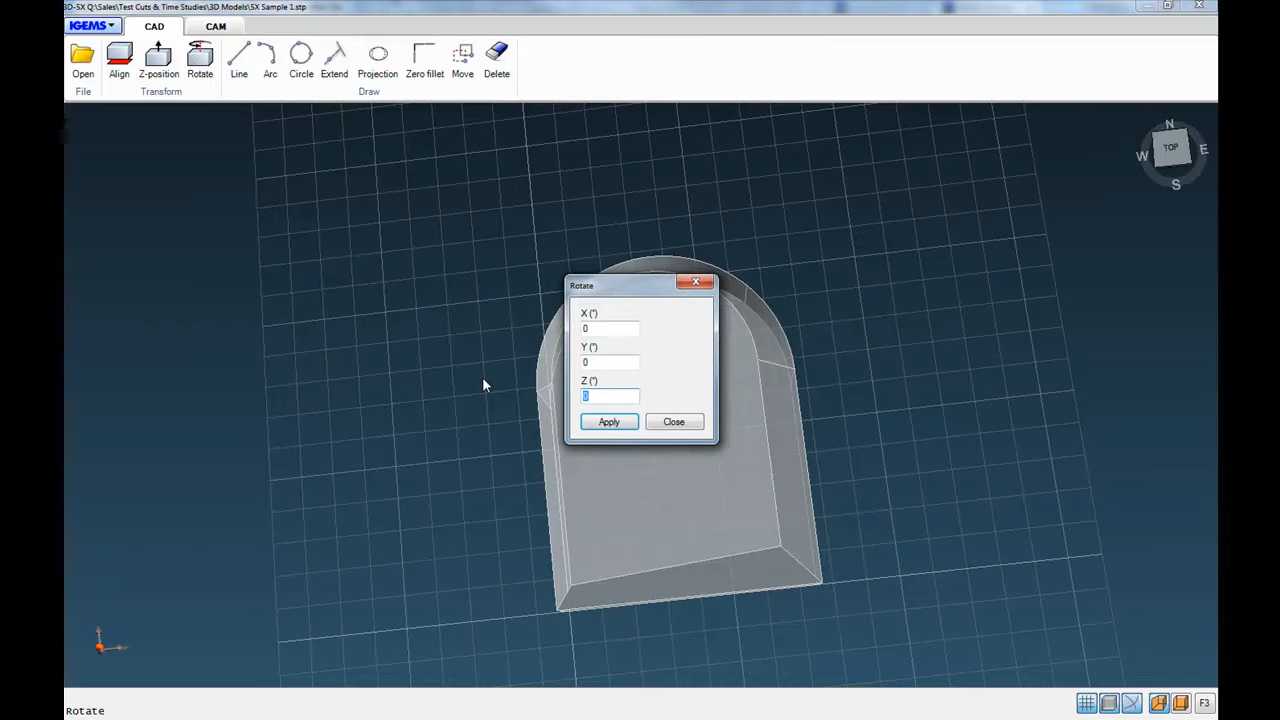 3D-5X Q:\Sales\Test Cuts & Time Studies\3D Models\5X Sample 1.stp
IGEMS CAD CAM
Open Align Z-position Rotate Line Arc Circle Extend Projection Zero fillet Move Delete
File Transform Draw
N
W TOP E
S
Rotate
X (°)
0
Y (°)
0
Z (°)
0
Apply Close
Rotate F3